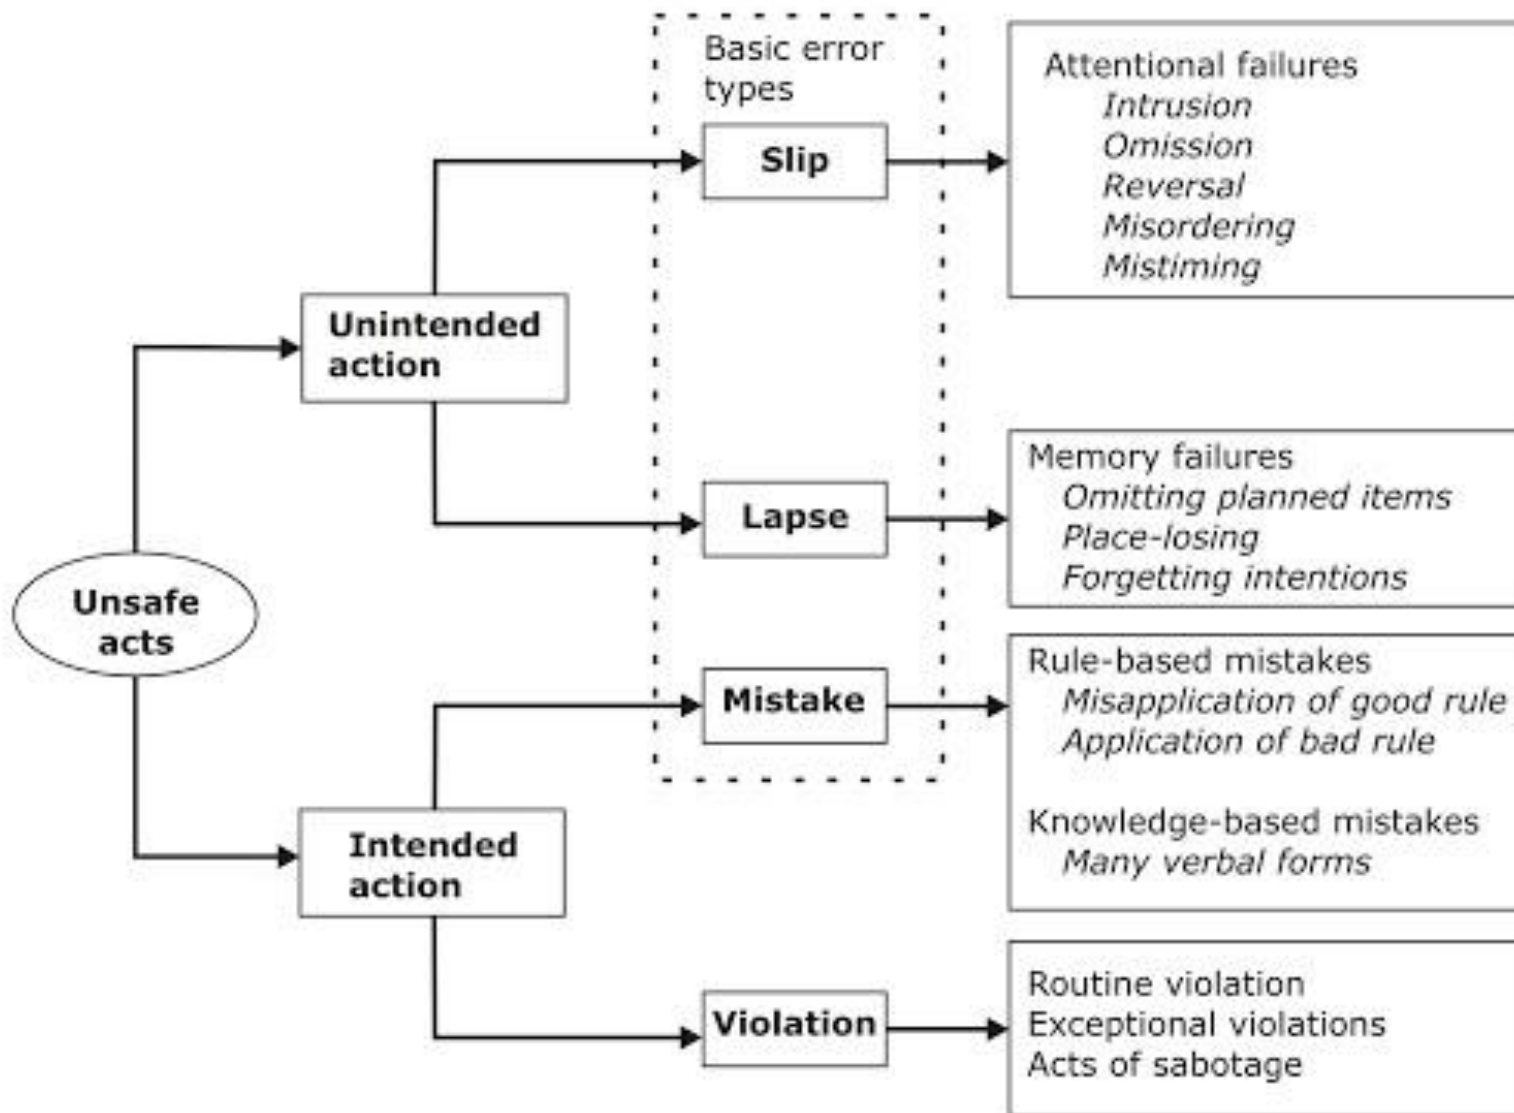 Basic error
types
Slip
Attentional failures
Intrusion
Omission
Reversal
Misordering
Mistiming
Unintended
action
Lapse
Memory failures
Omitting planned items
Place-losing
Forgetting intentions
Unsafe
acts
Mistake
Rule-based mistakes
Misapplication of good rule
Application of bad rule
Knowledge-based mistakes
Many verbal forms
Intended
action
Violation
Routine violation
Exceptional violations
Acts of sabotage